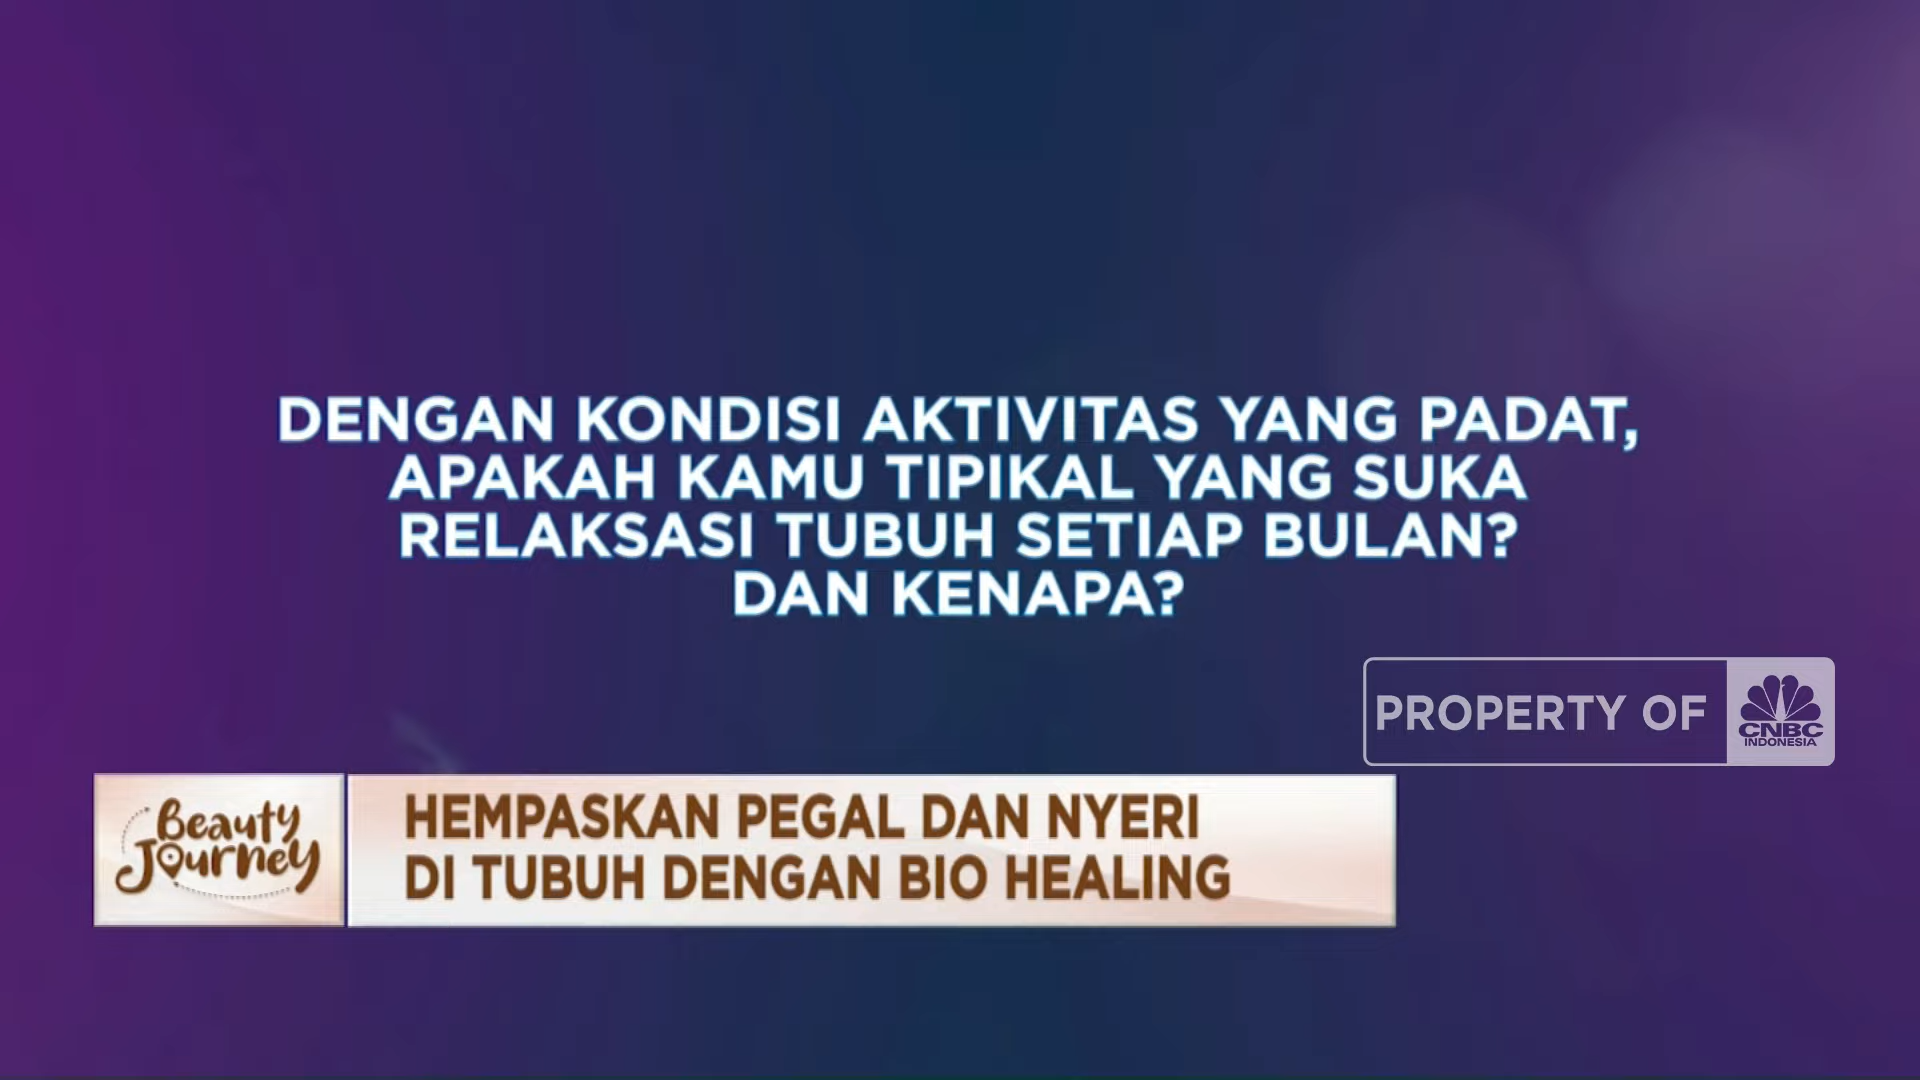 DENGAN KONDISI AKTIVITAS YANG PADAT,
APAKAH KAMU TIPIKAL YANG SUKA
RELAKSASI TUBUH SETIAP BULAN?
DAN KENAPA?
PROPERTY OF
CNBC
INDONESIA
Beauty
Journey
HEMPASKAN PEGAL DAN NYERI
DI TUBUH DENGAN BIO HEALING